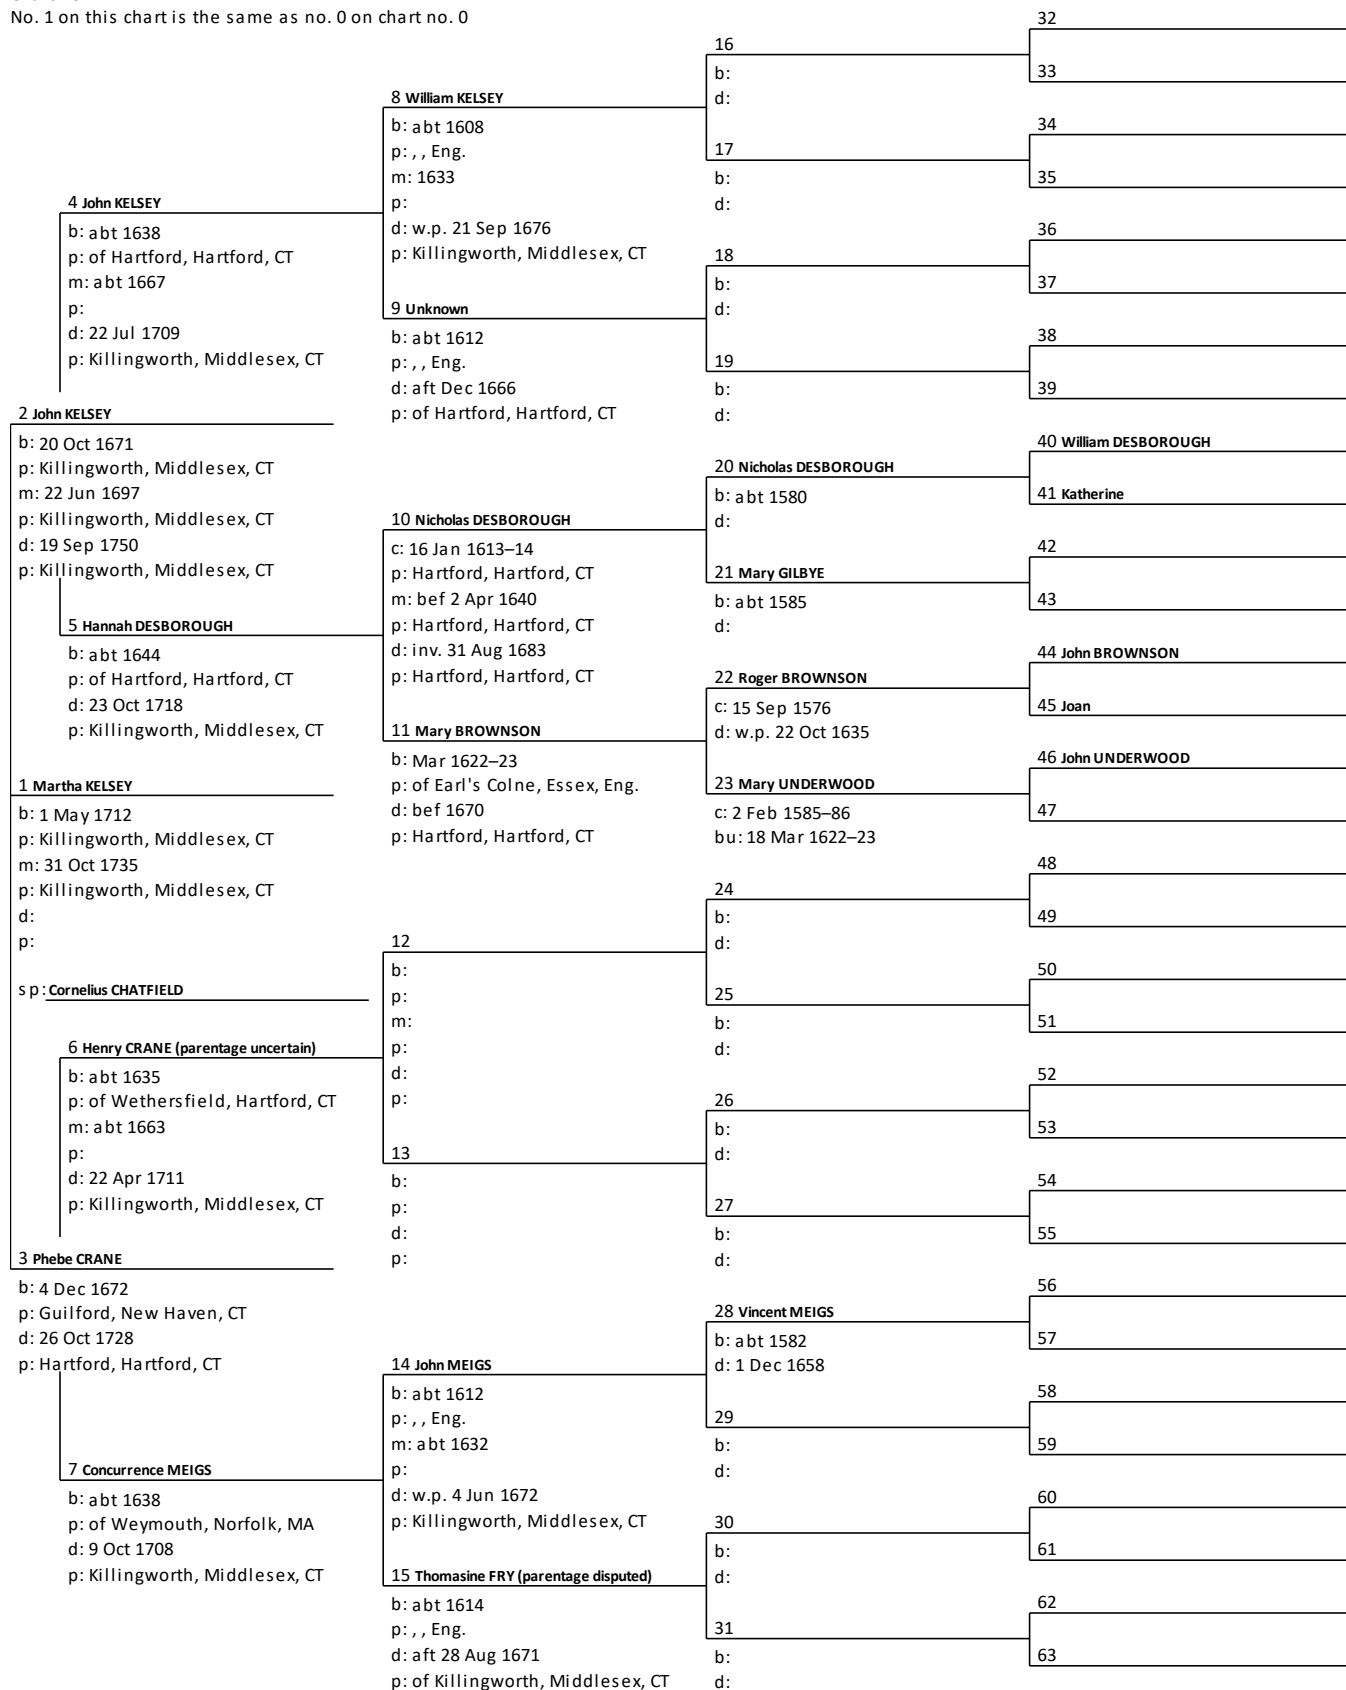 No. 1 on this chart is the same as no. 0 on chart no. 0
1 Martha KELSEY
b: 1 May 1712
p: Killingworth, Middlesex, CT
m: 31 Oct 1735
p: Killingworth, Middlesex, CT
d:
p:
sp: Cornelius CHATFIELD
2 John KELSEY
b: 20 Oct 1671
p: Killingworth, Middlesex, CT
m: 22 Jun 1697
p: Killingworth, Middlesex, CT
d: 19 Sep 1750
p: Killingworth, Middlesex, CT
3 Phebe CRANE
b: 4 Dec 1672
p: Guilford, New Haven, CT
d: 26 Oct 1728
p: Hartford, Hartford, CT
4 John KELSEY
b: abt 1638
p: of Hartford, Hartford, CT
m: abt 1667
p:
d: 22 Jul 1709
p: Killingworth, Middlesex, CT
5 Hannah DESBOROUGH
b: abt 1644
p: of Hartford, Hartford, CT
d: 23 Oct 1718
p: Killingworth, Middlesex, CT
6 Henry CRANE (parentage uncertain)
b: abt 1635
p: of Wethersfield, Hartford, CT
m: abt 1663
p:
d: 22 Apr 1711
p: Killingworth, Middlesex, CT
7 Concurrence MEIGS
b: abt 1638
p: of Weymouth, Norfolk, MA
d: 9 Oct 1708
p: Killingworth, Middlesex, CT
8 William KELSEY
b: abt 1608
p: , , Eng.
m: 1633
p:
d: w.p. 21 Sep 1676
p: Killingworth, Middlesex, CT
9 Unknown
b: abt 1612
p: , , Eng.
d: aft Dec 1666
p: of Hartford, Hartford, CT
10 Nicholas DESBOROUGH
c: 16 Jan 1613–14
p: Hartford, Hartford, CT
m: bef 2 Apr 1640
p: Hartford, Hartford, CT
d: inv. 31 Aug 1683
p: Hartford, Hartford, CT
11 Mary BROWNSON
b: Mar 1622–23
p: of Earl's Colne, Essex, Eng.
d: bef 1670
p: Hartford, Hartford, CT
12
b:
p:
m:
p:
d:
p:
13
b:
p:
d:
p:
14 John MEIGS
b: abt 1612
p: , , Eng.
m: abt 1632
p:
d: w.p. 4 Jun 1672
p: Killingworth, Middlesex, CT
15 Thomasine FRY (parentage disputed)
b: abt 1614
p: , , Eng.
d: aft 28 Aug 1671
p: of Killingworth, Middlesex, CT
16
b:
d:
17
b:
d:
18
b:
d:
19
b:
d:
20 Nicholas DESBOROUGH
b: abt 1580
d:
21 Mary GILBYE
b: abt 1585
d:
22 Roger BROWNSON
c: 15 Sep 1576
d: w.p. 22 Oct 1635
23 Mary UNDERWOOD
c: 2 Feb 1585–86
bu: 18 Mar 1622–23
24
b:
d:
25
b:
d:
26
b:
d:
27
b:
d:
28 Vincent MEIGS
b: abt 1582
d: 1 Dec 1658
29
b:
d:
30
b:
d:
31
b:
d:
32
33
34
35
36
37
38
39
40 William DESBOROUGH
41 Katherine
42
43
44 John BROWNSON
45 Joan
46 John UNDERWOOD
47
48
49
50
51
52
53
54
55
56
57
58
59
60
61
62
63